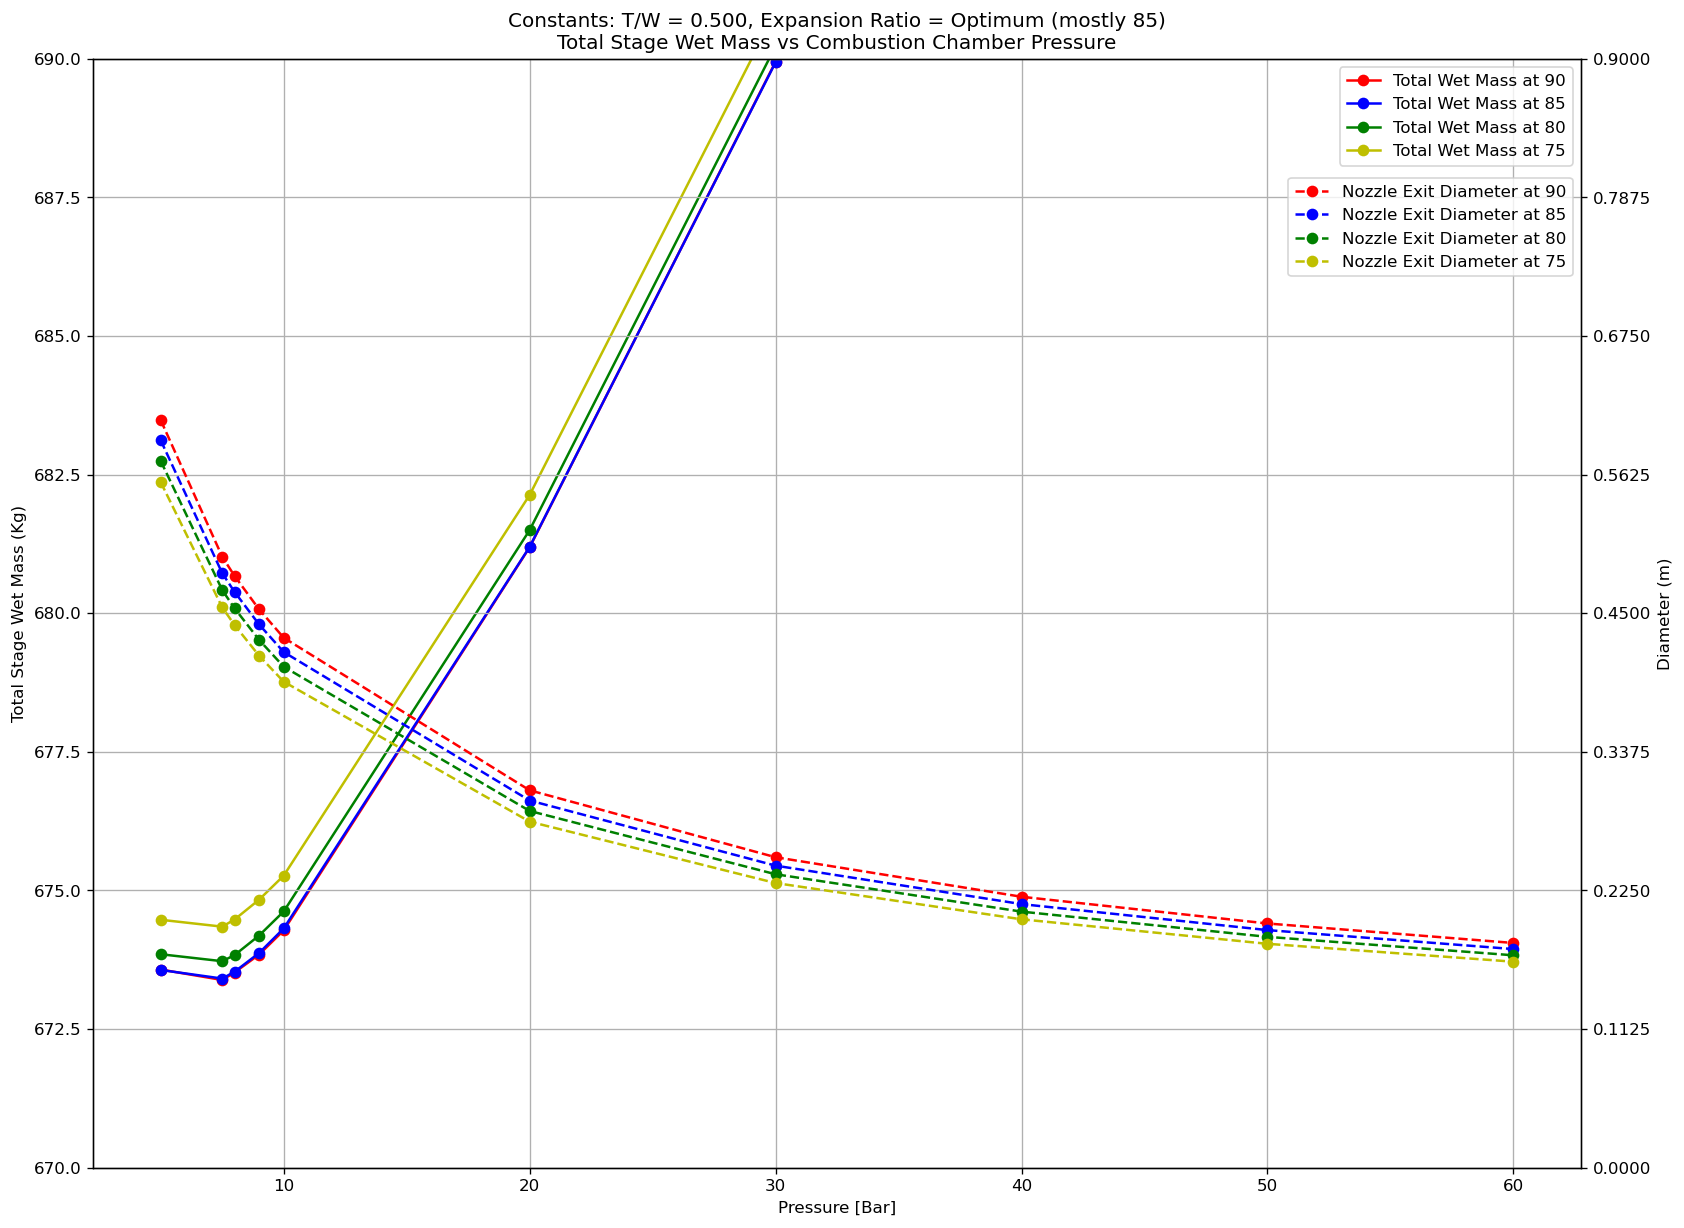 Constants: T/W = 0.500, Expansion Ratio = Optimum (mostly 85)
Total Stage Wet Mass vs Combustion Chamber Pressure
Total Wet Mass at 90
Total Wet Mass at 85
Total Wet Mass at 80
Total Wet Mass at 75
Nozzle Exit Diameter at 90
Nozzle Exit Diameter at 85
Nozzle Exit Diameter at 80
Nozzle Exit Diameter at 75
Total Stage Wet Mass (Kg)
690.0
687.5
685.0
682.5
680.0
677.5
675.0
672.5
670.0
0.9000
0.7875
0.6750
0.5625
0.4500
0.3375
0.2250
0.1125
0.0000
Diameter (m)
10 20 30 40 50 60
Pressure [Bar]